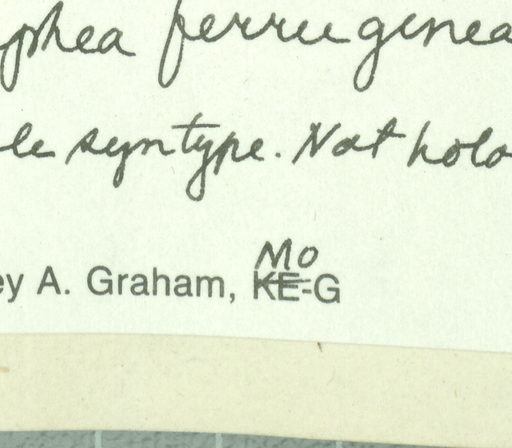 phea ferruginea
le syntype. Not holo
Mo
ey A. Graham, KE-G